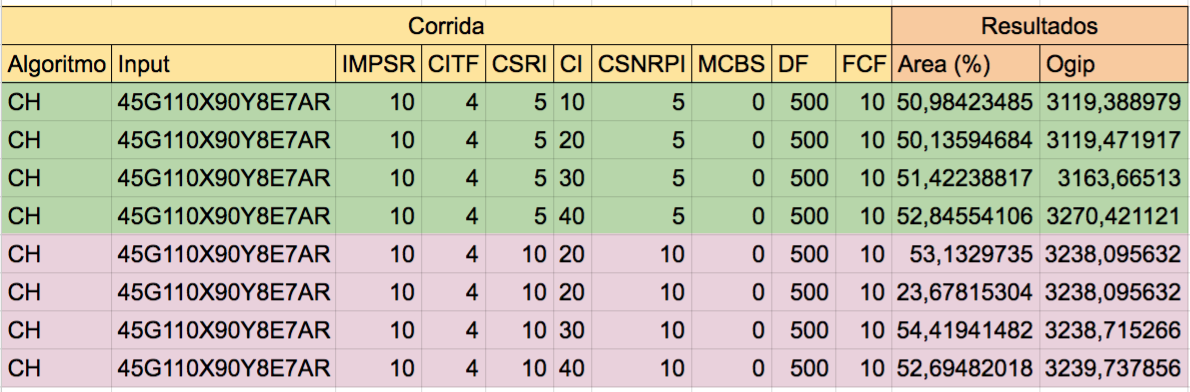 Corrida Resultados
Algoritmo Input IMPSR CITF CSRI CI CSNRPI MCBS DF FCF Area (%) Ogip
CH 45G110X90Y8E7AR 10 4 5 10 5 0 500 10 50,98423485 3119,388979
CH 45G110X90Y8E7AR 10 4 5 20 5 0 500 10 50,13594684 3119,471917
CH 45G110X90Y8E7AR 10 4 5 30 5 0 500 10 51,42238817 3163,66513
CH 45G110X90Y8E7AR 10 4 5 40 5 0 500 10 52,84554106 3270,421121
CH 45G110X90Y8E7AR 10 4 10 20 10 0 500 10 53,1329735 3238,095632
CH 45G110X90Y8E7AR 10 4 10 20 10 0 500 10 23,67815304 3238,095632
CH 45G110X90Y8E7AR 10 4 10 30 10 0 500 10 54,41941482 3238,715266
CH 45G110X90Y8E7AR 10 4 10 40 10 0 500 10 52,69482018 3239,737856